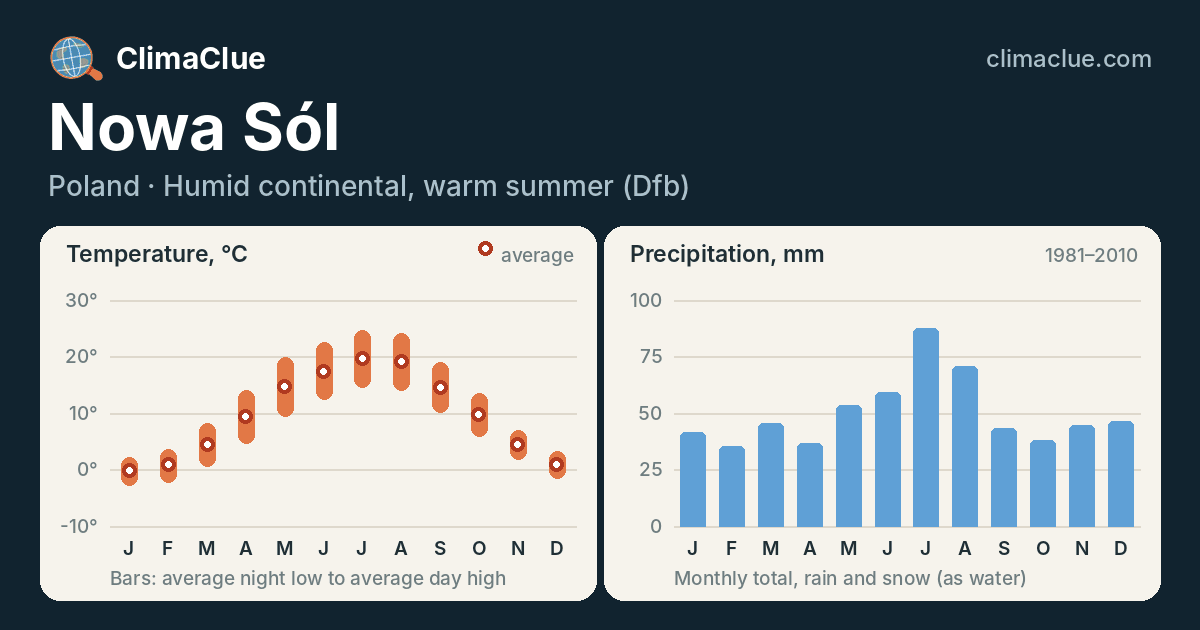 ClimaClue
climaclue.com
Nowa Sól
Poland · Humid continental, warm summer (Dfb)
Temperature, °C
average
30°
20°
10°
0°
-10°
J F M A M J J A S O N D
Bars: average night low to average day high
Precipitation, mm
1981–2010
100
75
50
25
0
J F M A M J J A S O N D
Monthly total, rain and snow (as water)